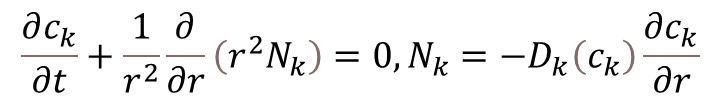 ∂c_k/∂t + 1/r² ∂/∂r (r²N_k) = 0, N_k = −D_k(c_k) ∂c_k/∂r